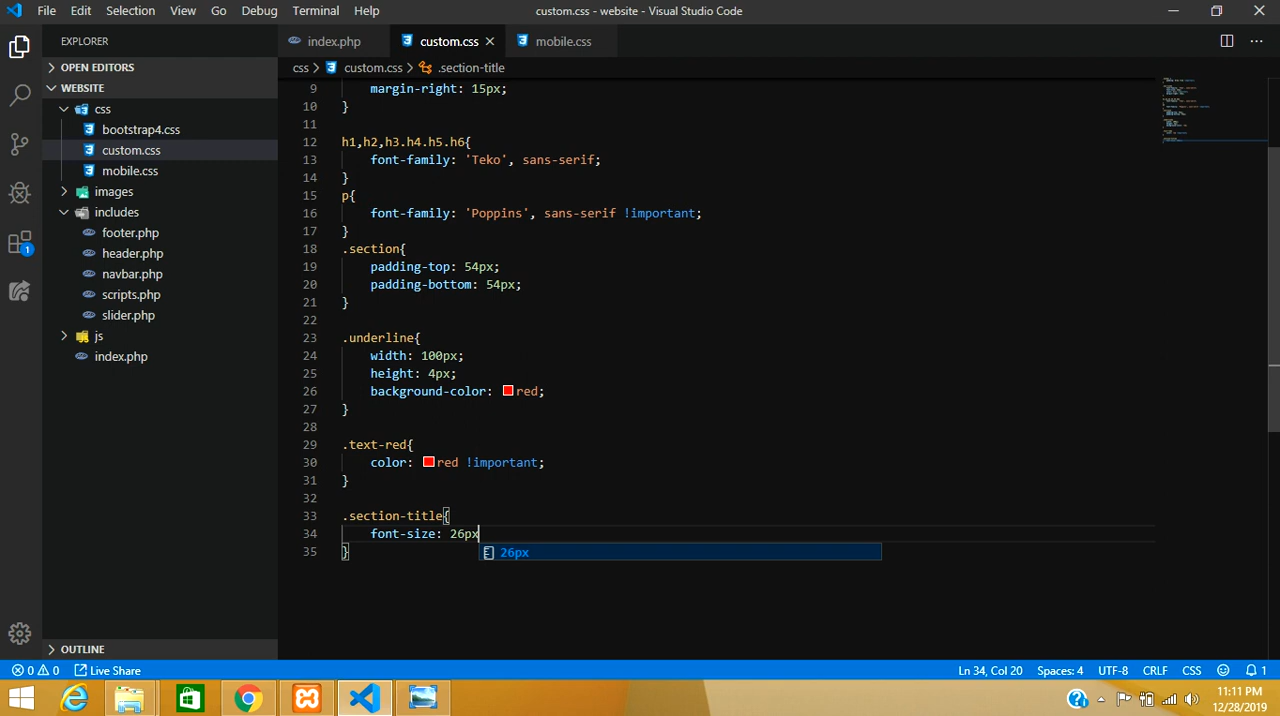 File Edit Selection View Go Debug Terminal Help custom.css - website - Visual Studio Code
EXPLORER
index.php custom.css mobile.css
OPEN EDITORS
css custom.css .section-title
WEBSITE
css
bootstrap4.css
custom.css
mobile.css
images
includes
footer.php
header.php
navbar.php
scripts.php
slider.php
js
index.php
OUTLINE
9 margin-right: 15px;
10 }
11
12 h1,h2,h3.h4.h5.h6{
13 font-family: 'Teko', sans-serif;
14 }
15 p{
16 font-family: 'Poppins', sans-serif !important;
17 }
18 .section{
19 padding-top: 54px;
20 padding-bottom: 54px;
21 }
22
23 .underline{
24 width: 100px;
25 height: 4px;
26 background-color: red;
27 }
28
29 .text-red{
30 color: red !important;
31 }
32
33 .section-title{
34 font-size: 26px
35 }
26px
1
0 0 Live Share Ln 34, Col 20 Spaces: 4 UTF-8 CRLF CSS 1
11:11 PM
12/28/2019